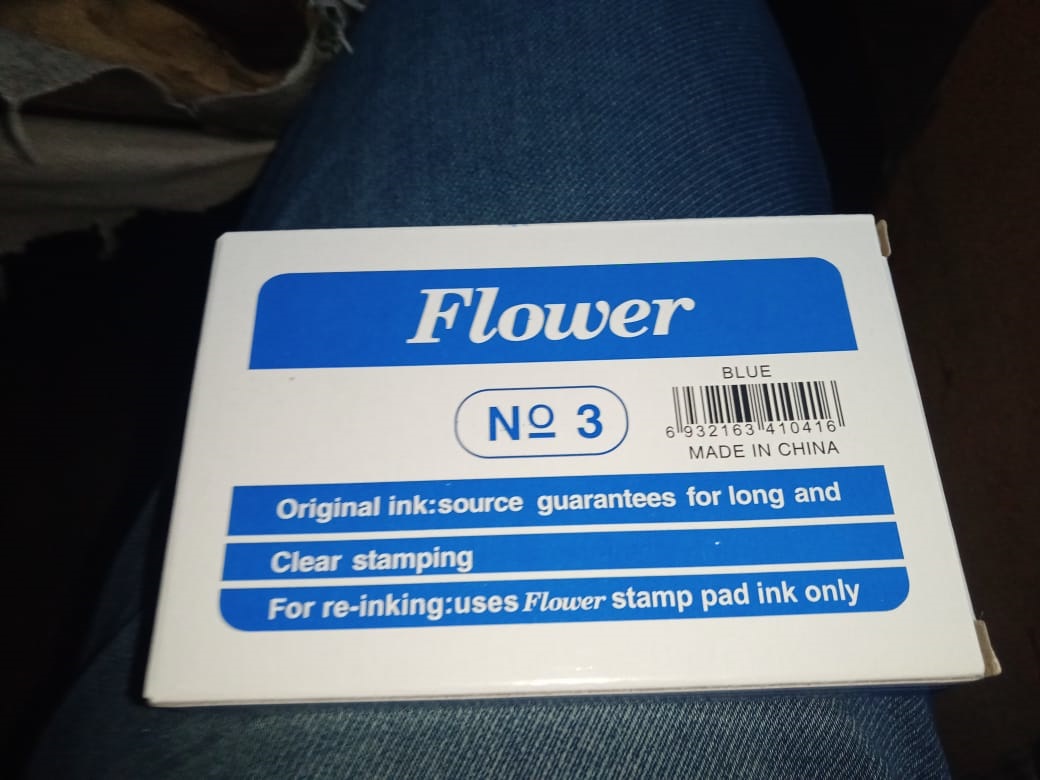 Flower
Nº 3
BLUE
6 932163 410416
MADE IN CHINA
Original ink:source guarantees for long and
Clear stamping
For re-inking:uses Flower stamp pad ink only